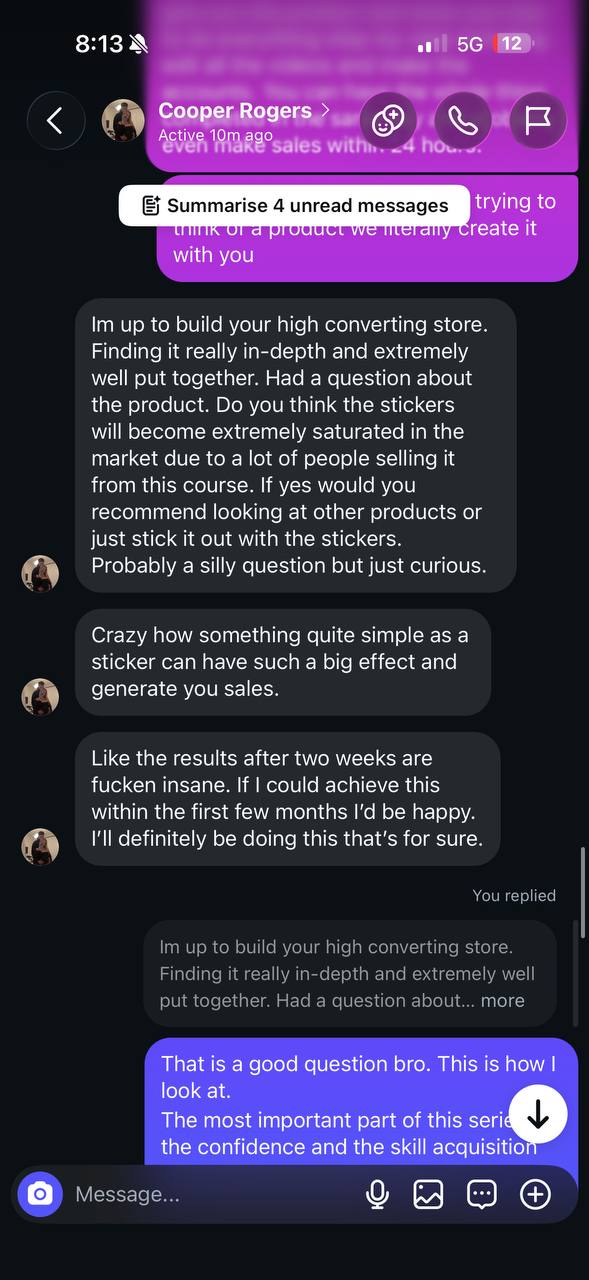 8:13
5G
12
Cooper Rogers
Active 10m ago
even make sales within 24 hours.
Summarise 4 unread messages
trying to
think of a product we literally create it
with you
Im up to build your high converting store.
Finding it really in-depth and extremely
well put together. Had a question about
the product. Do you think the stickers
will become extremely saturated in the
market due to a lot of people selling it
from this course. If yes would you
recommend looking at other products or
just stick it out with the stickers.
Probably a silly question but just curious.
Crazy how something quite simple as a
sticker can have such a big effect and
generate you sales.
Like the results after two weeks are
fucken insane. If I could achieve this
within the first few months I’d be happy.
I’ll definitely be doing this that’s for sure.
You replied
Im up to build your high converting store.
Finding it really in-depth and extremely well
put together. Had a question about... more
That is a good question bro. This is how I
look at.
The most important part of this
the confidence and the skill acquisition
Message...